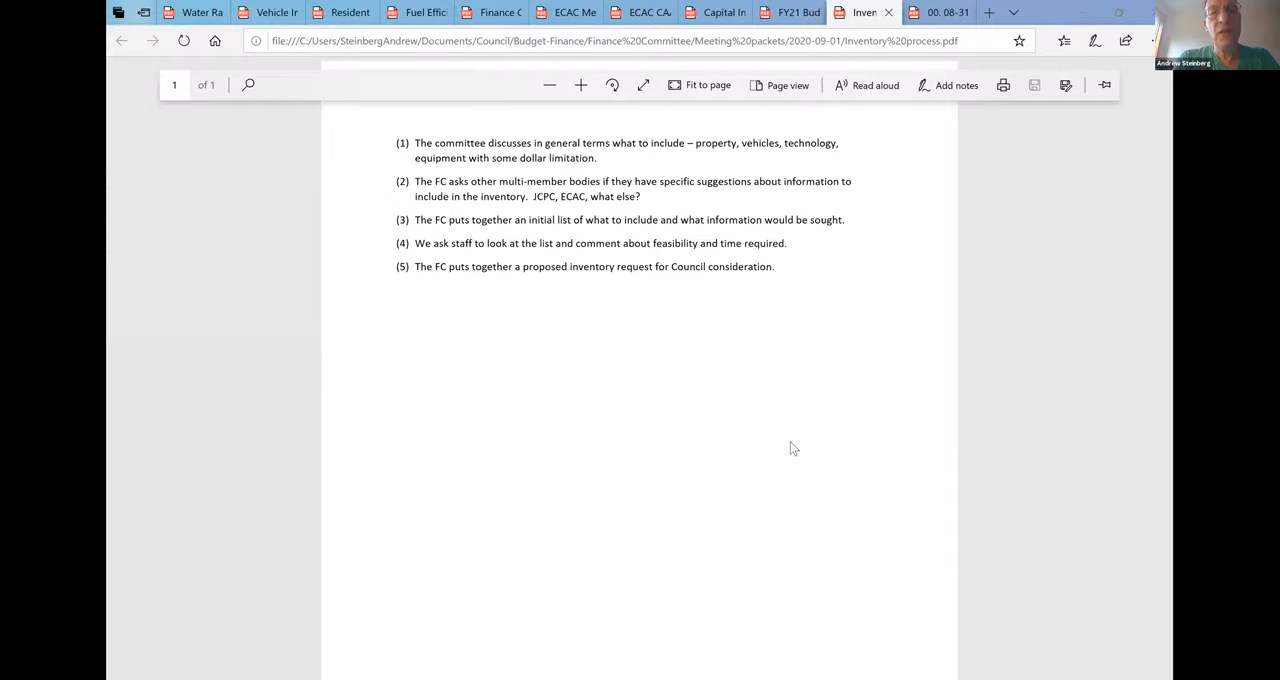 Water Ra
Vehicle Ir
Resident
Fuel Effici
Finance C
ECAC Me
ECAC CA
Capital In
FY21 Bud
Inven
00. 08-31
file:///C:/Users/SteinbergAndrew/Documents/Council/Budget-Finance/Finance%20Committee/Meeting%20packets/2020-09-01/Inventory%20process.pdf
Andrew Steinberg
1 of 1
Fit to page
Page view
Read aloud
Add notes
(1) The committee discusses in general terms what to include – property, vehicles, technology,
equipment with some dollar limitation.
(2) The FC asks other multi-member bodies if they have specific suggestions about information to
include in the inventory. JCPC, ECAC, what else?
(3) The FC puts together an initial list of what to include and what information would be sought.
(4) We ask staff to look at the list and comment about feasibility and time required.
(5) The FC puts together a proposed inventory request for Council consideration.